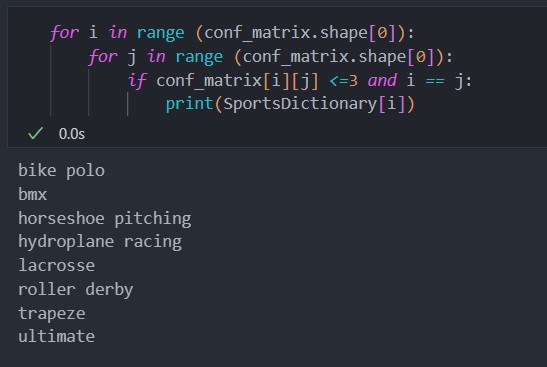 for i in range (conf_matrix.shape[0]):
    for j in range (conf_matrix.shape[0]):
        if conf_matrix[i][j] <=3 and i == j:
            print(SportsDictionary[i])
✓ 0.0s
bike polo
bmx
horseshoe pitching
hydroplane racing
lacrosse
roller derby
trapeze
ultimate